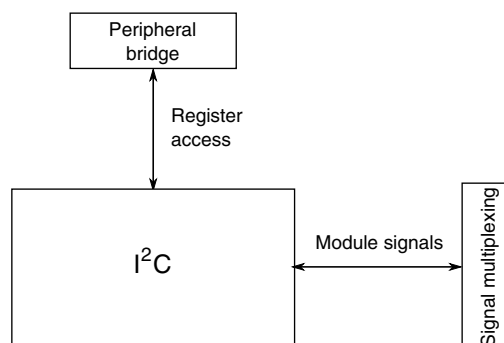 Peripheral
bridge
Register
access
I²C
Module signals
Signal multiplexing